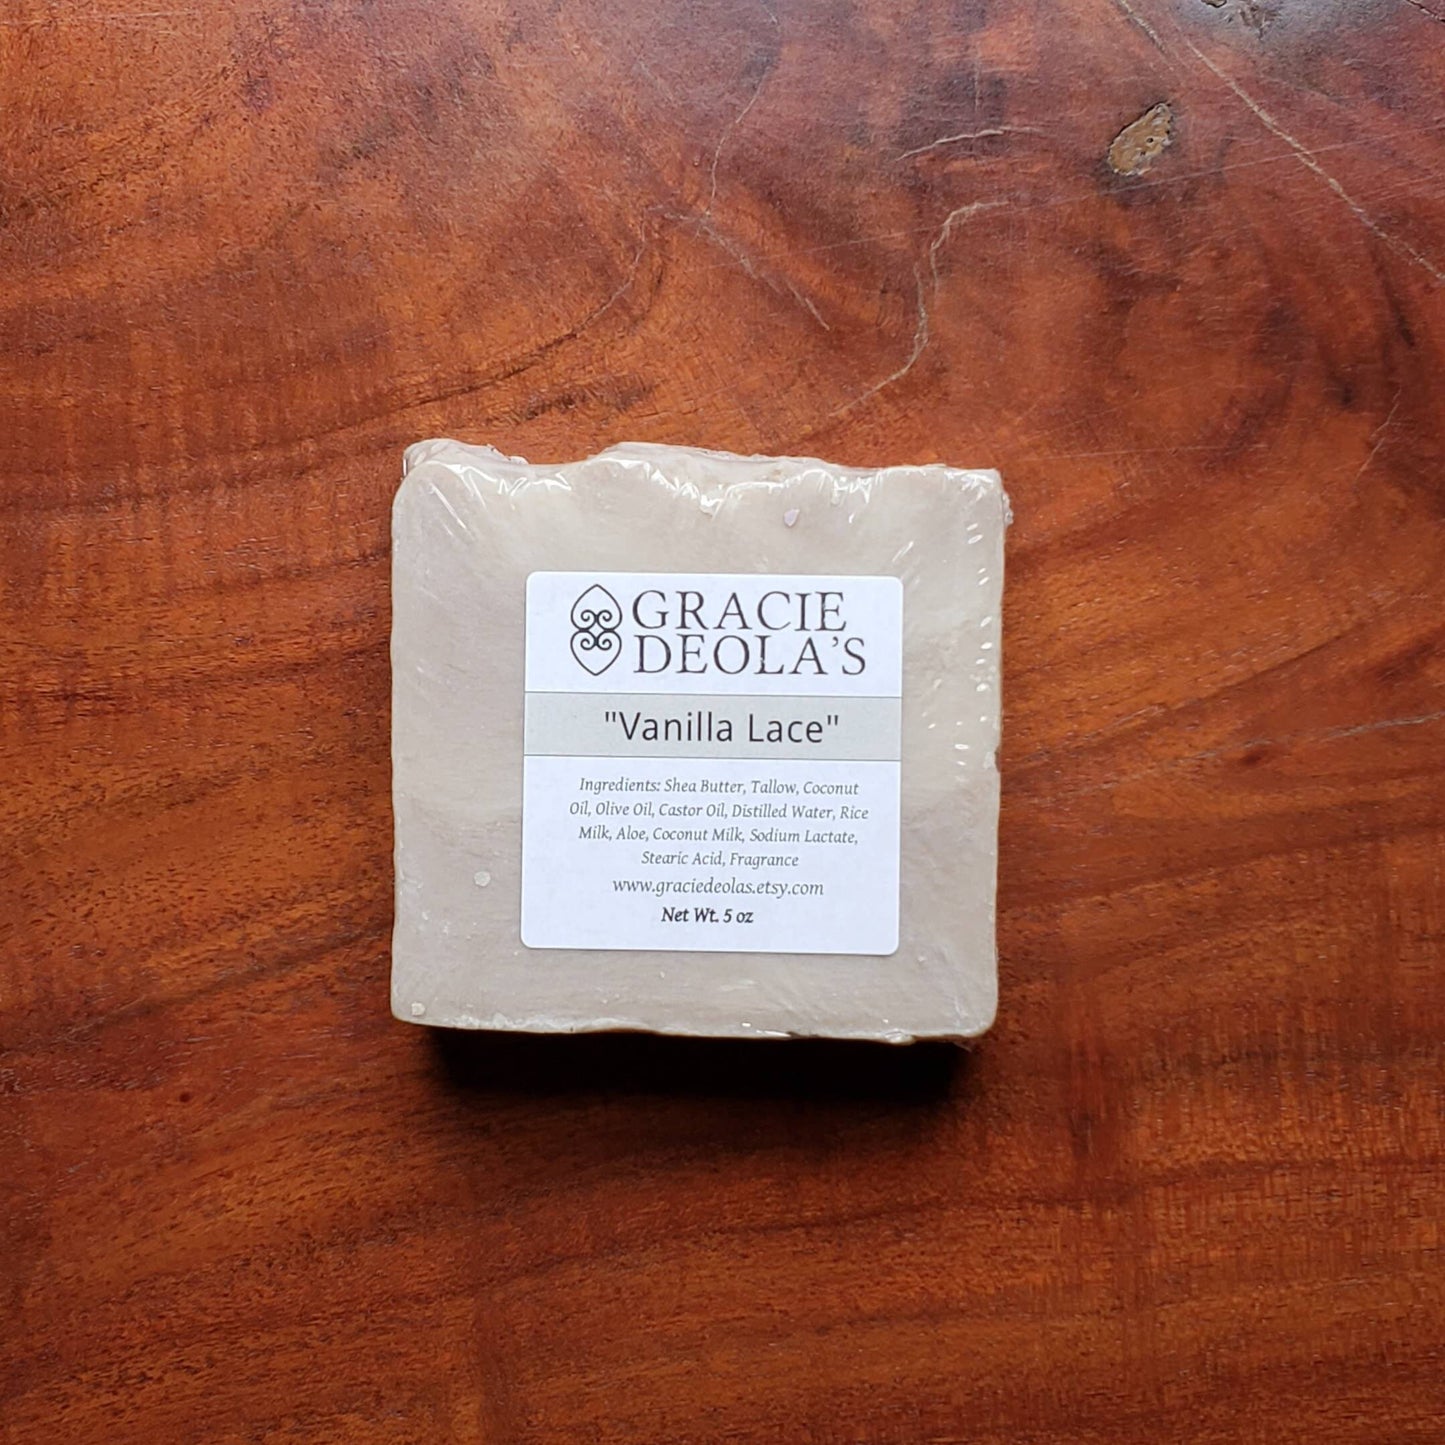 GRACIE
DEOLA'S
"Vanilla Lace"
Ingredients: Shea Butter, Tallow, Coconut
Oil, Olive Oil, Castor Oil, Distilled Water, Rice
Milk, Aloe, Coconut Milk, Sodium Lactate,
Stearic Acid, Fragrance
www.graciedeolas.etsy.com
Net Wt. 5 oz